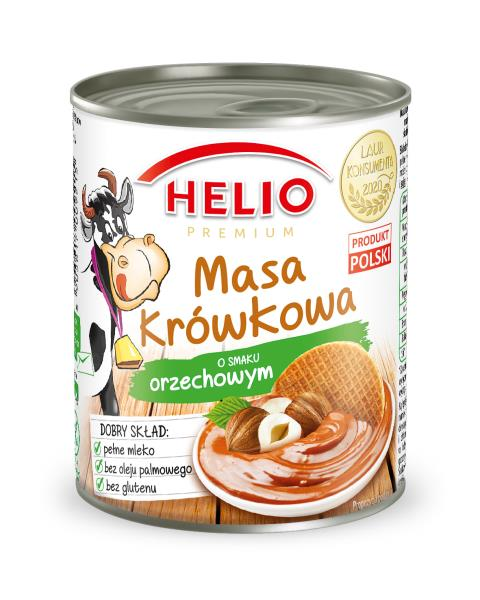 HELIO
PREMIUM
LAUR
KONSUMENTA
2020
PRODUKT
POLSKI
Masa
Krówkowa
O SMAKU
orzechowym
DOBRY SKŁAD:
pełne mleko
bez oleju palmowego
bez glutenu